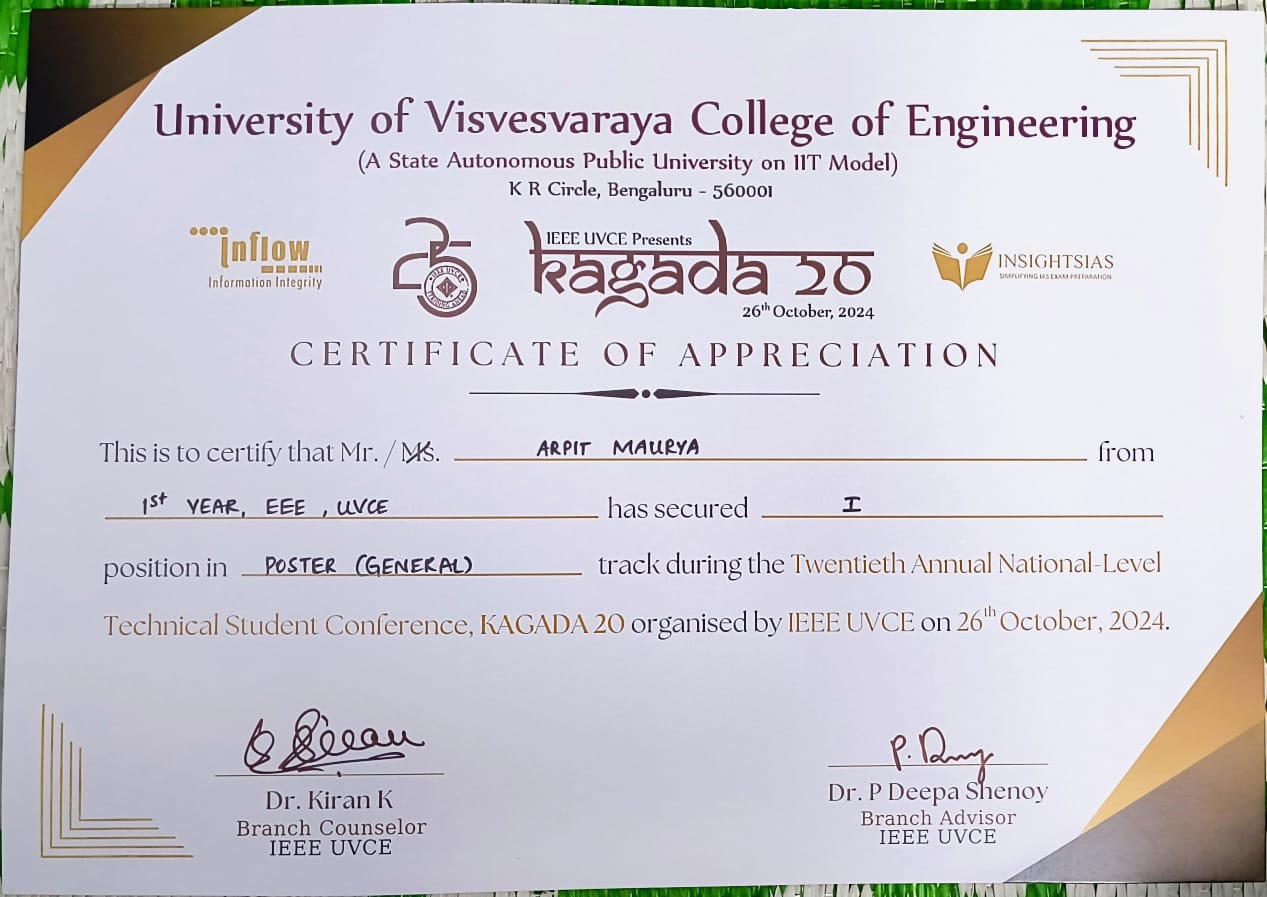 University of Visvesvaraya College of Engineering
(A State Autonomous Public University on IIT Model)
K R Circle, Bengaluru - 560001
inflow
Information Integrity
25
IEEE UVCE
IEEE UVCE Presents
kagada 20
26th October, 2024
INSIGHTSIAS
SIMPLIFYING IAS EXAM PREPARATION
CERTIFICATE OF APPRECIATION
This is to certify that Mr. / Ms. ARPIT MAURYA from
1st YEAR, EEE, UVCE has secured I
position in POSTER (GENERAL) track during the Twentieth Annual National-Level
Technical Student Conference, KAGADA 20 organised by IEEE UVCE on 26th October, 2024.
Dr. Kiran K
Branch Counselor
IEEE UVCE
P.
Dr. P Deepa Shenoy
Branch Advisor
IEEE UVCE